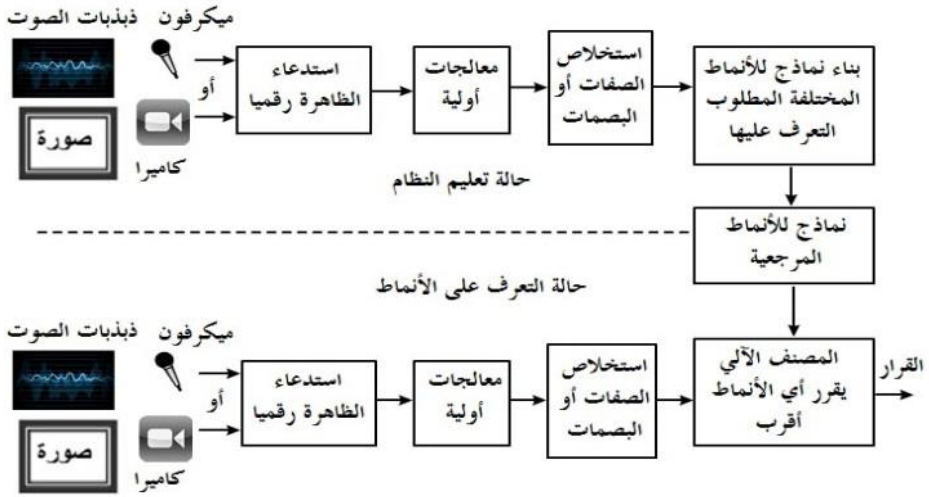 ذبذبات الصوت
ميكرفون
أو
صورة
كاميرا
استدعاء
الظاهرة رقميا
معالجات
أولية
استخلاص
الصفات أو
البصمات
بناء نماذج للأنماط
المختلفة المطلوب
التعرف عليها
حالة تعليم النظام
نماذج للأنماط
المرجعية
حالة التعرف على الأنماط
ذبذبات الصوت
ميكرفون
أو
صورة
كاميرا
استدعاء
الظاهرة رقميا
معالجات
أولية
استخلاص
الصفات أو
البصمات
المصنف الآلي
يقرر أي الأنماط
أقرب
القرار